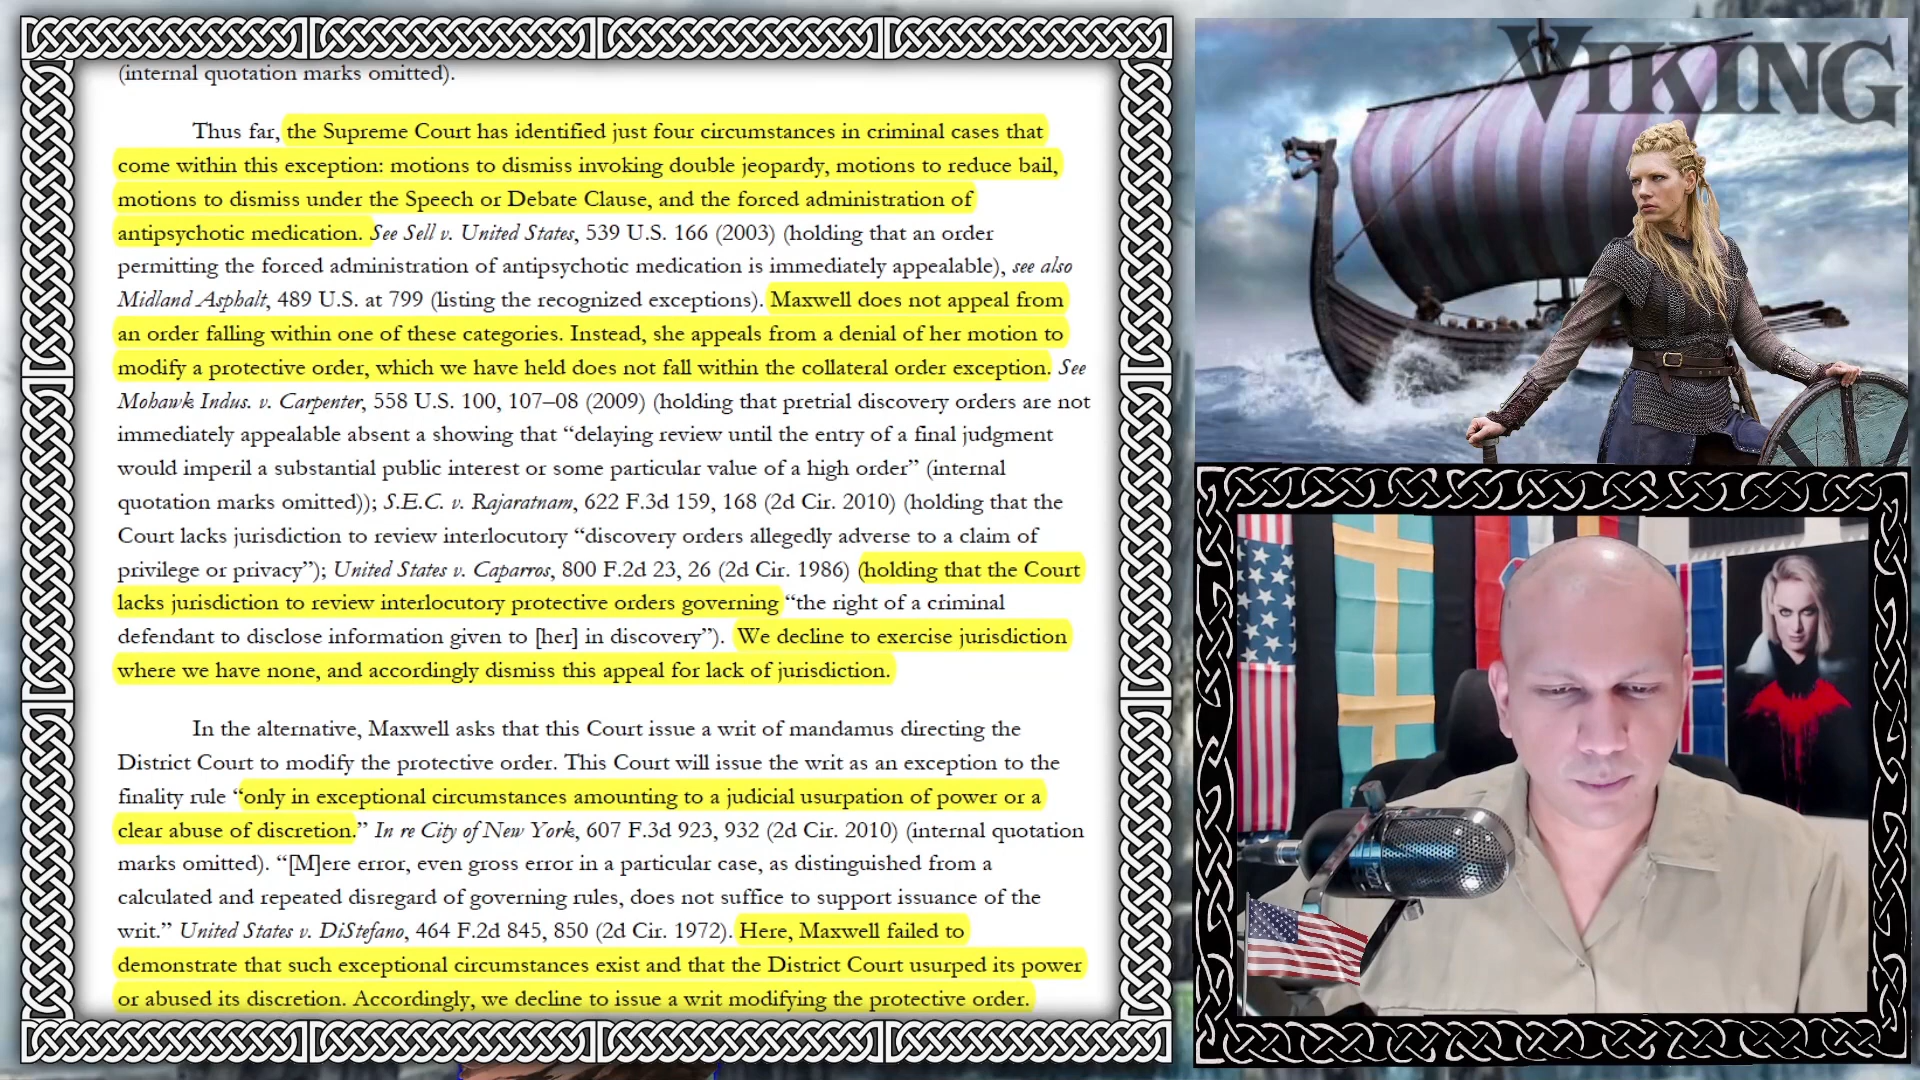 (internal quotation marks omitted).
Thus far, the Supreme Court has identified just four circumstances in criminal cases that
come within this exception: motions to dismiss invoking double jeopardy, motions to reduce bail,
motions to dismiss under the Speech or Debate Clause, and the forced administration of
antipsychotic medication. See Sell v. United States, 539 U.S. 166 (2003) (holding that an order
permitting the forced administration of antipsychotic medication is immediately appealable), see also
Midland Asphalt, 489 U.S. at 799 (listing the recognized exceptions). Maxwell does not appeal from
an order falling within one of these categories. Instead, she appeals from a denial of her motion to
modify a protective order, which we have held does not fall within the collateral order exception. See
Mohawk Indus. v. Carpenter, 558 U.S. 100, 107–08 (2009) (holding that pretrial discovery orders are not
immediately appealable absent a showing that “delaying review until the entry of a final judgment
would imperil a substantial public interest or some particular value of a high order” (internal
quotation marks omitted)); S.E.C. v. Rajaratnam, 622 F.3d 159, 168 (2d Cir. 2010) (holding that the
Court lacks jurisdiction to review interlocutory “discovery orders allegedly adverse to a claim of
privilege or privacy”); United States v. Caparros, 800 F.2d 23, 26 (2d Cir. 1986) (holding that the Court
lacks jurisdiction to review interlocutory protective orders governing “the right of a criminal
defendant to disclose information given to [her] in discovery”). We decline to exercise jurisdiction
where we have none, and accordingly dismiss this appeal for lack of jurisdiction.
In the alternative, Maxwell asks that this Court issue a writ of mandamus directing the
District Court to modify the protective order. This Court will issue the writ as an exception to the
finality rule “only in exceptional circumstances amounting to a judicial usurpation of power or a
clear abuse of discretion.” In re City of New York, 607 F.3d 923, 932 (2d Cir. 2010) (internal quotation
marks omitted). “[M]ere error, even gross error in a particular case, as distinguished from a
calculated and repeated disregard of governing rules, does not suffice to support issuance of the
writ.” United States v. DiStefano, 464 F.2d 845, 850 (2d Cir. 1972). Here, Maxwell failed to
demonstrate that such exceptional circumstances exist and that the District Court usurped its power
or abused its discretion. Accordingly, we decline to issue a writ modifying the protective order.
VIKING